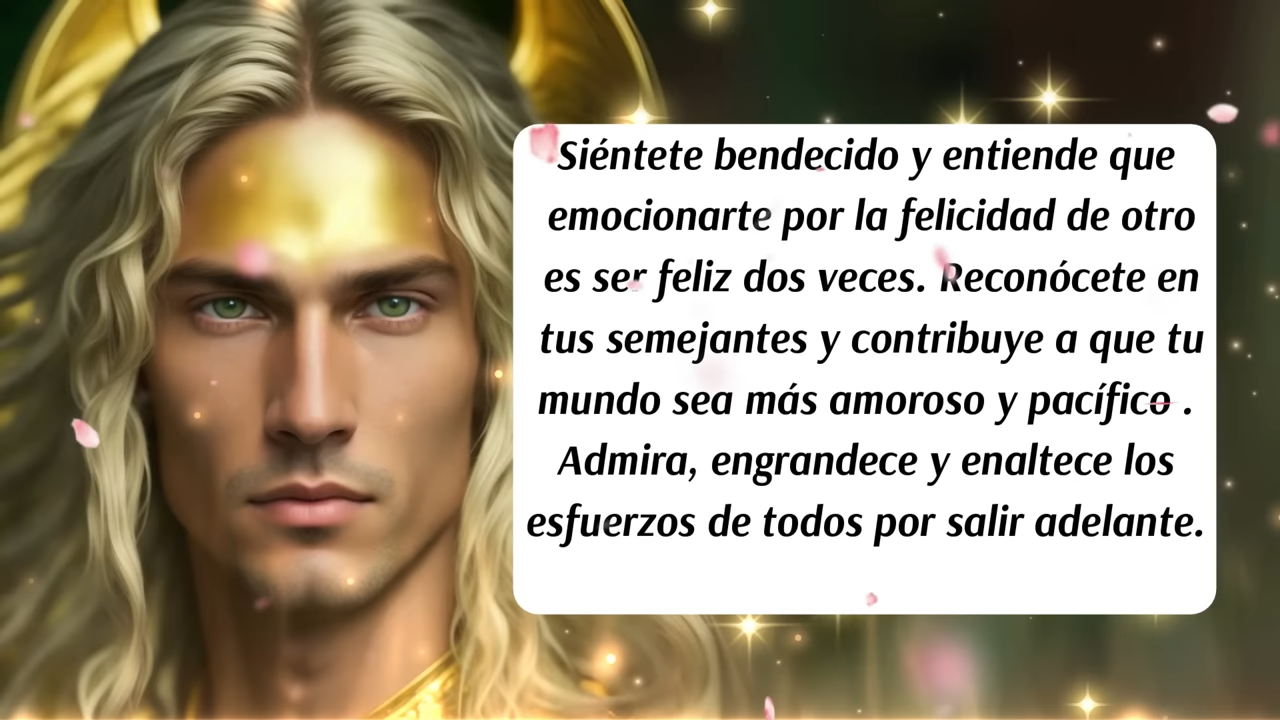 Siéntete bendecido y entiende que
emocionarte por la felicidad de otro
es ser feliz dos veces. Reconócete en
tus semejantes y contribuye a que tu
mundo sea más amoroso y pacífico .
Admira, engrandece y enaltece los
esfuerzos de todos por salir adelante.